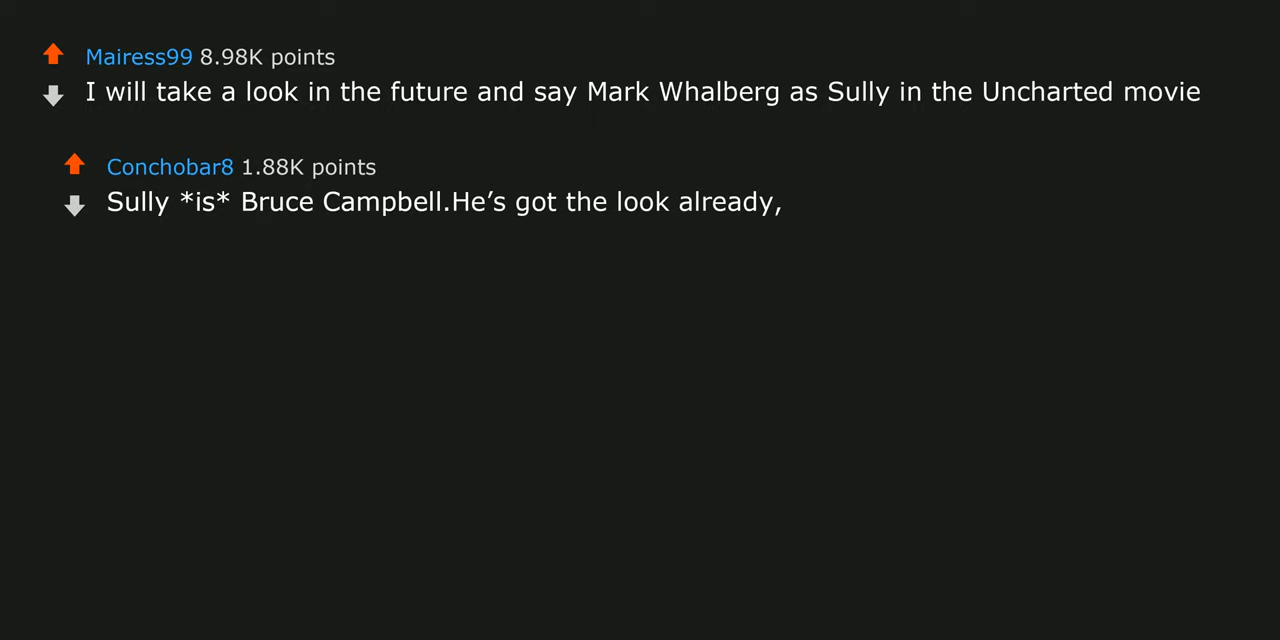 Mairess99 8.98K points
I will take a look in the future and say Mark Whalberg as Sully in the Uncharted movie
Conchobar8 1.88K points
Sully *is* Bruce Campbell.He’s got the look already,